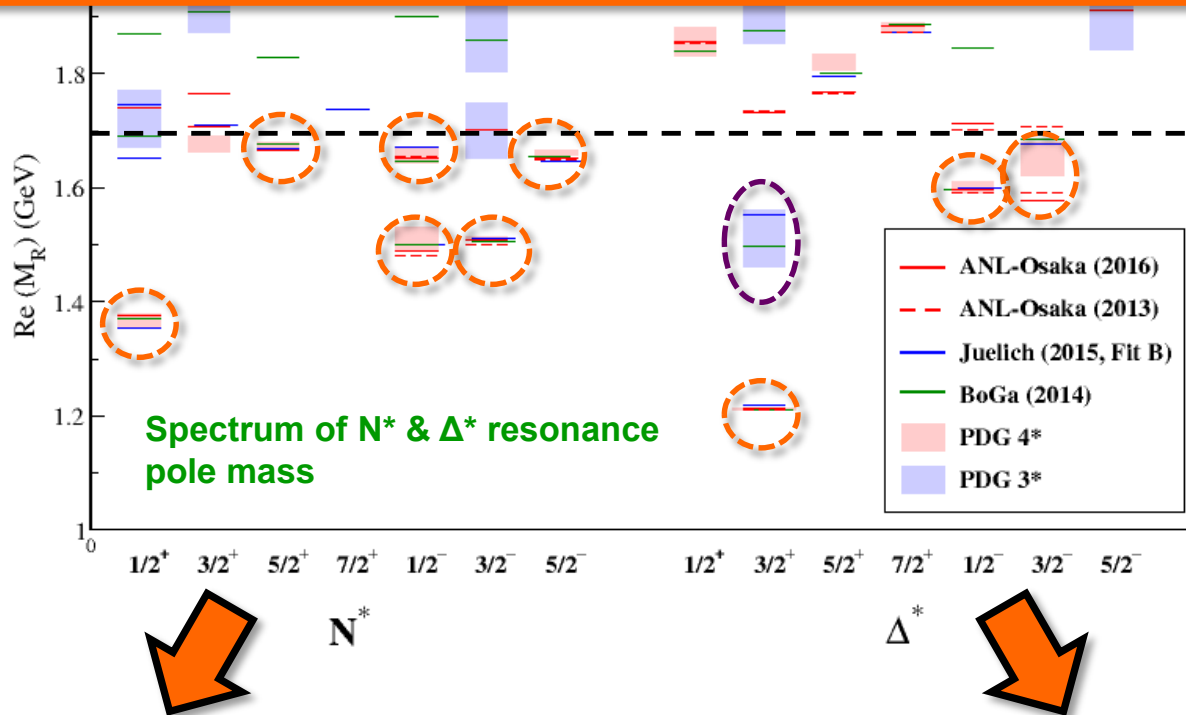 1.8
1.6
1.4
1.2
1
0
Re (M_R) (GeV)
ANL-Osaka (2016)
ANL-Osaka (2013)
Juelich (2015, Fit B)
BoGa (2014)
PDG 4*
PDG 3*
Spectrum of N* & Δ* resonance
pole mass
1/2⁺ 3/2⁺ 5/2⁺ 7/2⁺ 1/2⁻ 3/2⁻ 5/2⁻ 1/2⁺ 3/2⁺ 5/2⁺ 7/2⁺ 1/2⁻ 3/2⁻ 5/2⁻
N* Δ*